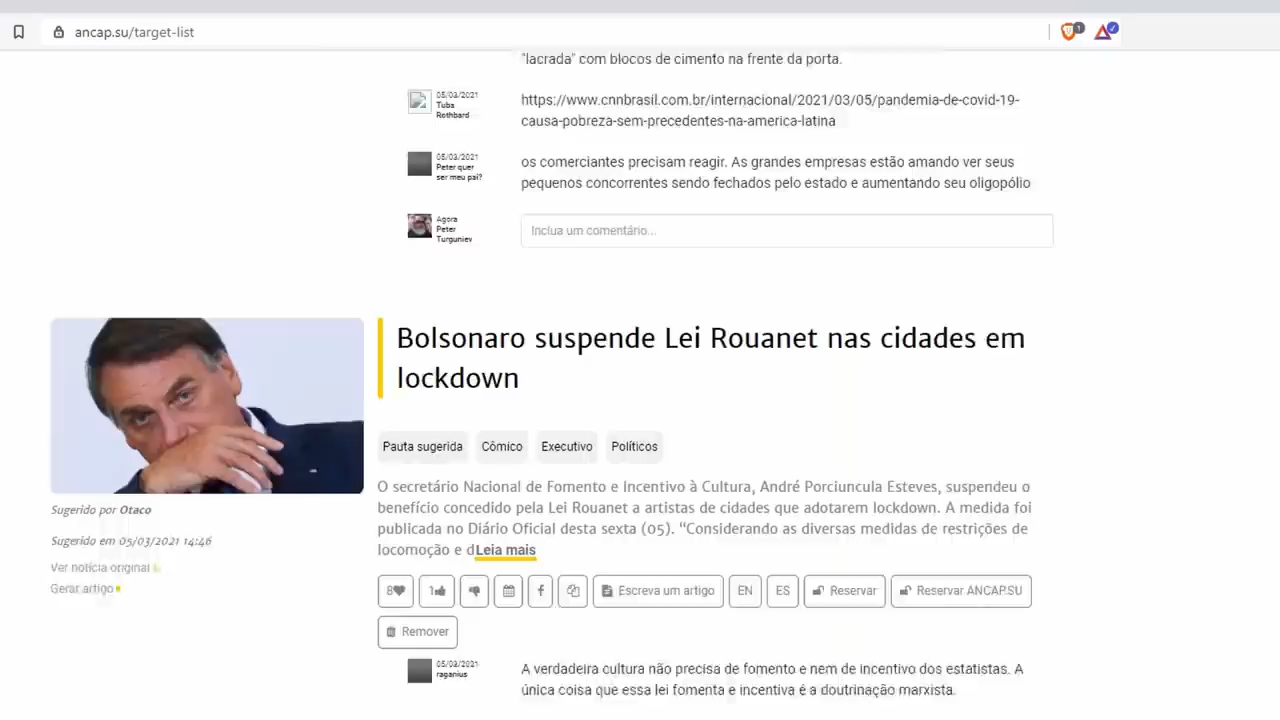 ancap.su/target-list
1
"lacrada" com blocos de cimento na frente da porta.
05/03/2021
Tuba
Rothbard
https://www.cnnbrasil.com.br/internacional/2021/03/05/pandemia-de-covid-19-
causa-pobreza-sem-precedentes-na-america-latina
05/03/2021
Peter quer
ser meu pai?
os comerciantes precisam reagir. As grandes empresas estão amando ver seus
pequenos concorrentes sendo fechados pelo estado e aumentando seu oligopólio
Agora
Peter
Turguniev
Inclua um comentário...
Bolsonaro suspende Lei Rouanet nas cidades em
lockdown
Pauta sugerida Cômico Executivo Políticos
O secretário Nacional de Fomento e Incentivo à Cultura, André Porciuncula Esteves, suspendeu o
benefício concedido pela Lei Rouanet a artistas de cidades que adotarem lockdown. A medida foi
publicada no Diário Oficial desta sexta (05). "Considerando as diversas medidas de restrições de
locomoção e dLeia mais
Sugerido por Otaco
Sugerido em 05/03/2021 14:46
Ver notícia original
Gerar artigo
8 1 Escreva um artigo EN ES Reservar Reservar ANCAP.SU
Remover
05/03/2021
raganius
A verdadeira cultura não precisa de fomento e nem de incentivo dos estatistas. A
única coisa que essa lei fomenta e incentiva é a doutrinação marxista.